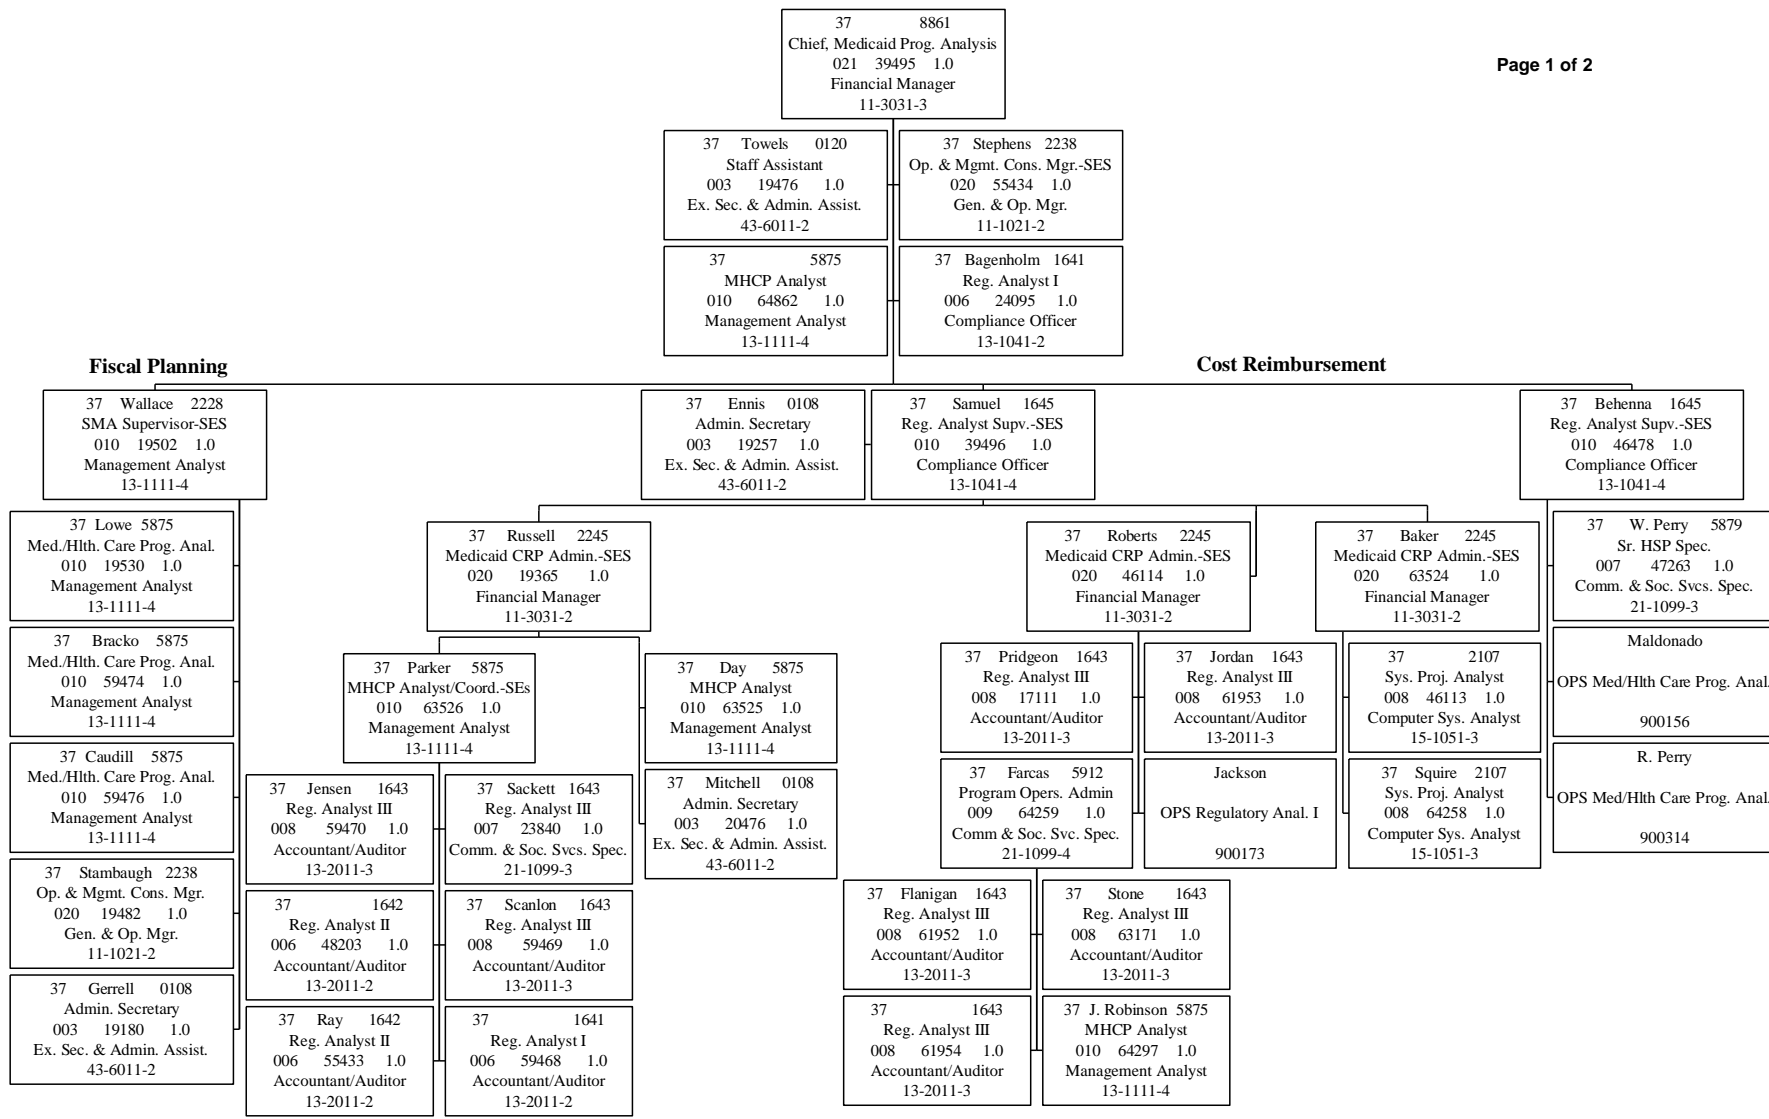 37 8861
Chief, Medicaid Prog. Analysis
021 39495 1.0
Financial Manager
11-3031-3
Page 1 of 2
37 Towels 0120
Staff Assistant
003 19476 1.0
Ex. Sec. & Admin. Assist.
43-6011-2
37 Stephens 2238
Op. & Mgmt. Cons. Mgr.-SES
020 55434 1.0
Gen. & Op. Mgr.
11-1021-2
37 5875
MHCP Analyst
010 64862 1.0
Management Analyst
13-1111-4
37 Bagenholm 1641
Reg. Analyst I
006 24095 1.0
Compliance Officer
13-1041-2
Fiscal Planning
Cost Reimbursement
37 Wallace 2228
SMA Supervisor-SES
010 19502 1.0
Management Analyst
13-1111-4
37 Ennis 0108
Admin. Secretary
003 19257 1.0
Ex. Sec. & Admin. Assist.
43-6011-2
37 Samuel 1645
Reg. Analyst Supv.-SES
010 39496 1.0
Compliance Officer
13-1041-4
37 Behenna 1645
Reg. Analyst Supv.-SES
010 46478 1.0
Compliance Officer
13-1041-4
37 Lowe 5875
Med./Hlth. Care Prog. Anal.
010 19530 1.0
Management Analyst
13-1111-4
37 Bracko 5875
Med./Hlth. Care Prog. Anal.
010 59474 1.0
Management Analyst
13-1111-4
37 Caudill 5875
Med./Hlth. Care Prog. Anal.
010 59476 1.0
Management Analyst
13-1111-4
37 Stambaugh 2238
Op. & Mgmt. Cons. Mgr.
020 19482 1.0
Gen. & Op. Mgr.
11-1021-2
37 Gerrell 0108
Admin. Secretary
003 19180 1.0
Ex. Sec. & Admin. Assist.
43-6011-2
37 Russell 2245
Medicaid CRP Admin.-SES
020 19365 1.0
Financial Manager
11-3031-2
37 Parker 5875
MHCP Analyst/Coord.-SEs
010 63526 1.0
Management Analyst
13-1111-4
37 Day 5875
MHCP Analyst
010 63525 1.0
Management Analyst
13-1111-4
37 Jensen 1643
Reg. Analyst III
008 59470 1.0
Accountant/Auditor
13-2011-3
37 Sackett 1643
Reg. Analyst III
007 23840 1.0
Comm. & Soc. Svcs. Spec.
21-1099-3
37 Mitchell 0108
Admin. Secretary
003 20476 1.0
Ex. Sec. & Admin. Assist.
43-6011-2
37 1642
Reg. Analyst II
006 48203 1.0
Accountant/Auditor
13-2011-2
37 Scanlon 1643
Reg. Analyst III
008 59469 1.0
Accountant/Auditor
13-2011-3
37 Ray 1642
Reg. Analyst II
006 55433 1.0
Accountant/Auditor
13-2011-2
37 1641
Reg. Analyst I
006 59468 1.0
Accountant/Auditor
13-2011-2
37 Roberts 2245
Medicaid CRP Admin.-SES
020 46114 1.0
Financial Manager
11-3031-2
37 Pridgeon 1643
Reg. Analyst III
008 17111 1.0
Accountant/Auditor
13-2011-3
37 Jordan 1643
Reg. Analyst III
008 61953 1.0
Accountant/Auditor
13-2011-3
37 Farcas 5912
Program Opers. Admin
009 64259 1.0
Comm & Soc. Svc. Spec.
21-1099-4
Jackson
OPS Regulatory Anal. I
900173
37 Flanigan 1643
Reg. Analyst III
008 61952 1.0
Accountant/Auditor
13-2011-3
37 Stone 1643
Reg. Analyst III
008 63171 1.0
Accountant/Auditor
13-2011-3
37 1643
Reg. Analyst III
008 61954 1.0
Accountant/Auditor
13-2011-3
37 J. Robinson 5875
MHCP Analyst
010 64297 1.0
Management Analyst
13-1111-4
37 Baker 2245
Medicaid CRP Admin.-SES
020 63524 1.0
Financial Manager
11-3031-2
37 2107
Sys. Proj. Analyst
008 46113 1.0
Computer Sys. Analyst
15-1051-3
37 Squire 2107
Sys. Proj. Analyst
008 64258 1.0
Computer Sys. Analyst
15-1051-3
37 W. Perry 5879
Sr. HSP Spec.
007 47263 1.0
Comm. & Soc. Svcs. Spec.
21-1099-3
Maldonado
OPS Med/Hlth Care Prog. Anal.
900156
R. Perry
OPS Med/Hlth Care Prog. Anal.
900314